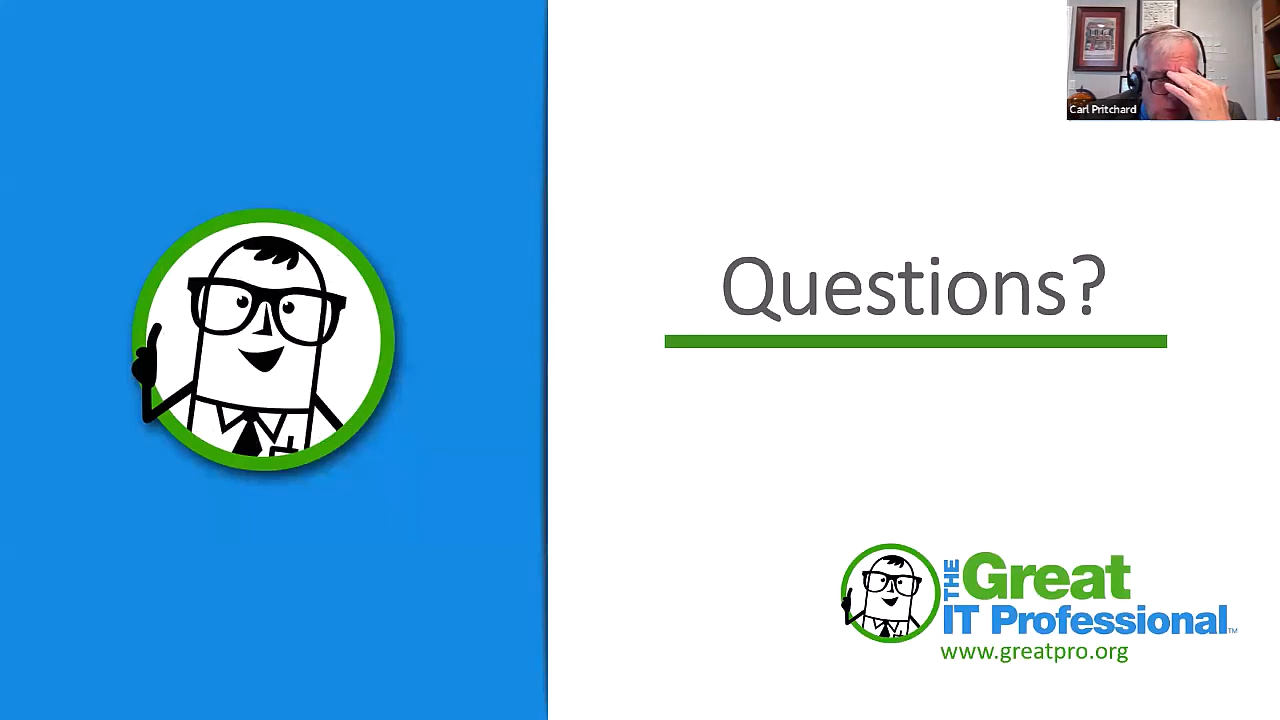 Carl Pritchard
Questions?
THE Great
IT Professional™
www.greatpro.org